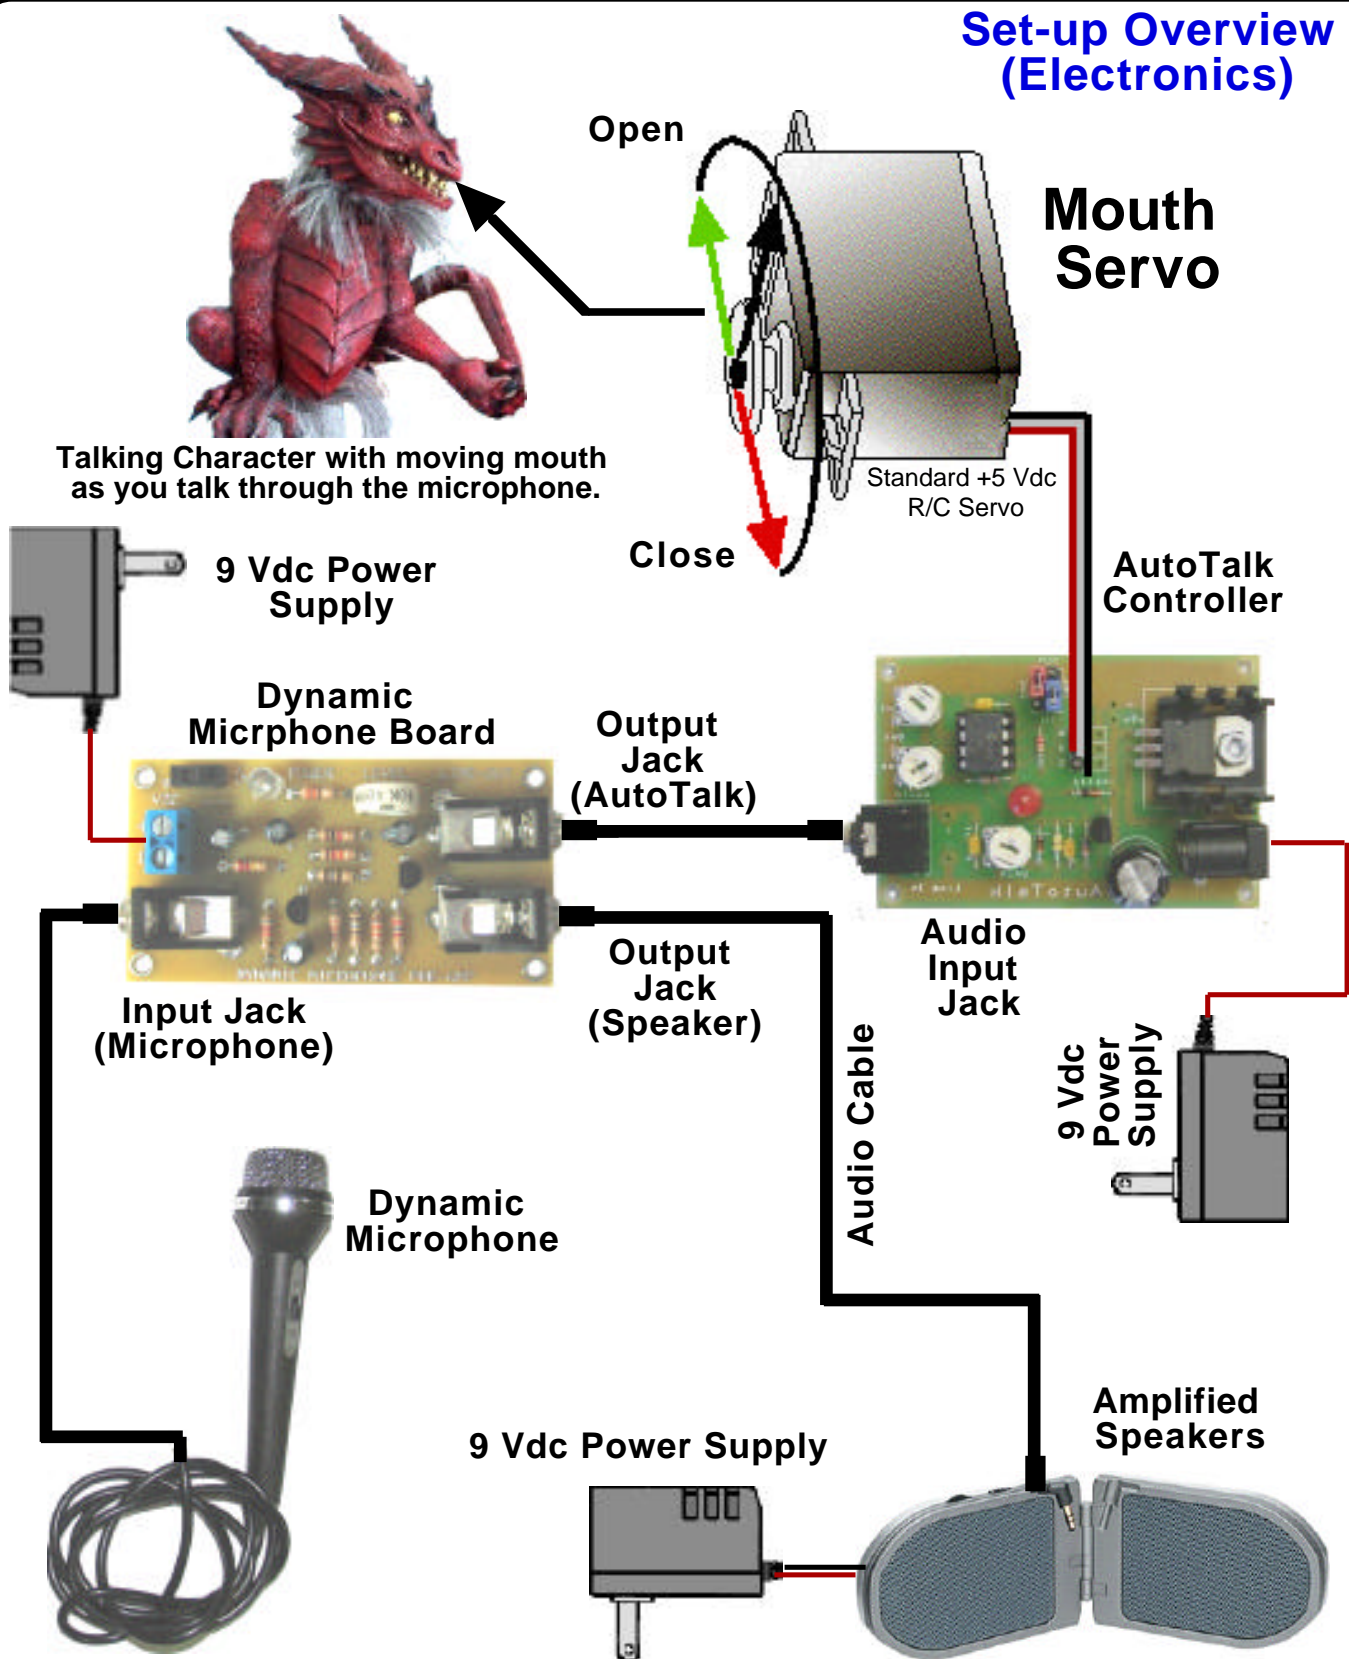 Set-up Overview
(Electronics)
Open
Mouth
Servo
Talking Character with moving mouth
as you talk through the microphone.
Standard +5 Vdc
R/C Servo
Close
9 Vdc Power
Supply
AutoTalk
Controller
Dynamic
Micrphone Board
Output
Jack
(AutoTalk)
AutoTalk
Audio
Input
Jack
Output
Jack
(Speaker)
Input Jack
(Microphone)
9 Vdc
Power
Supply
Audio Cable
Dynamic
Microphone
Amplified
Speakers
9 Vdc Power Supply